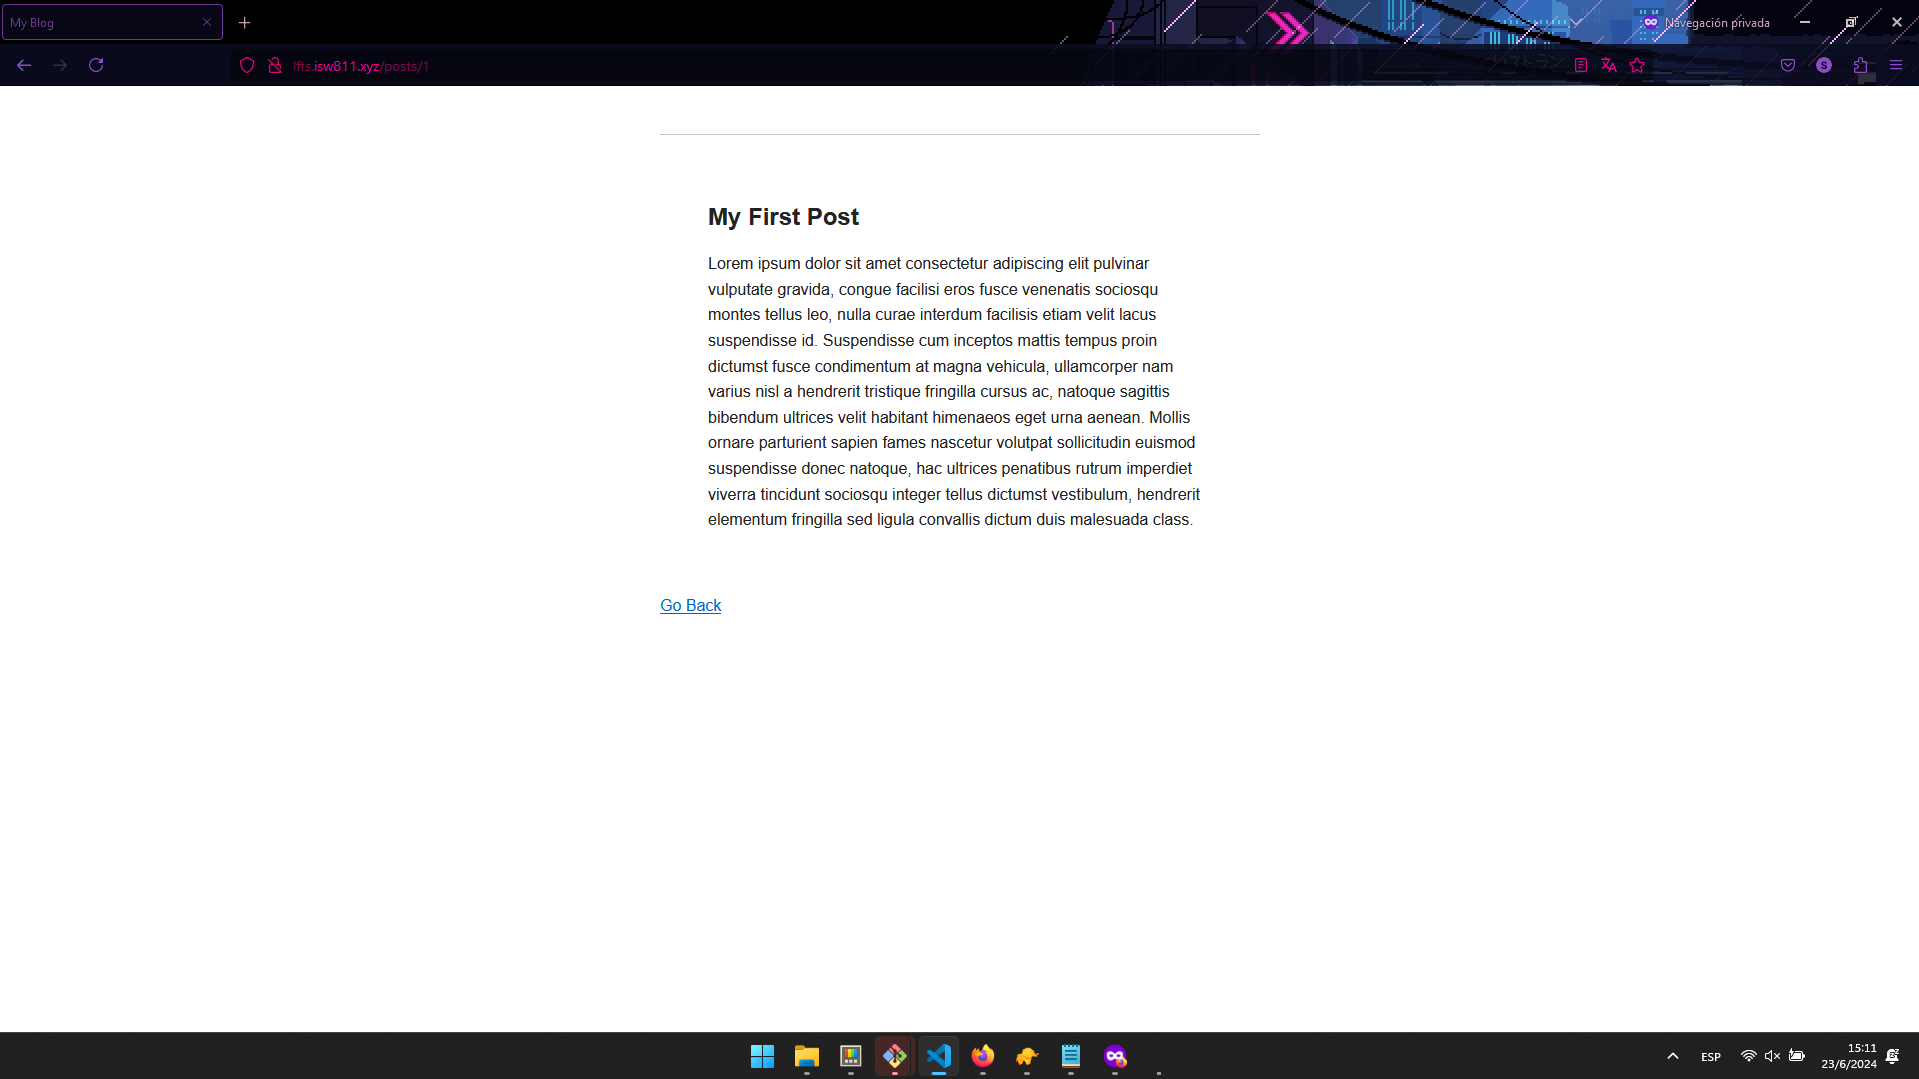 My Blog
Navegación privada
lfts.isw811.xyz/posts/1
My First Post
Lorem ipsum dolor sit amet consectetur adipiscing elit pulvinar
vulputate gravida, congue facilisi eros fusce venenatis sociosqu
montes tellus leo, nulla curae interdum facilisis etiam velit lacus
suspendisse id. Suspendisse cum inceptos mattis tempus proin
dictumst fusce condimentum at magna vehicula, ullamcorper nam
varius nisl a hendrerit tristique fringilla cursus ac, natoque sagittis
bibendum ultrices velit habitant himenaeos eget urna aenean. Mollis
ornare parturient sapien fames nascetur volutpat sollicitudin euismod
suspendisse donec natoque, hac ultrices penatibus rutrum imperdiet
viverra tincidunt sociosqu integer tellus dictumst vestibulum, hendrerit
elementum fringilla sed ligula convallis dictum duis malesuada class.
Go Back
ESP
15:11
23/6/2024